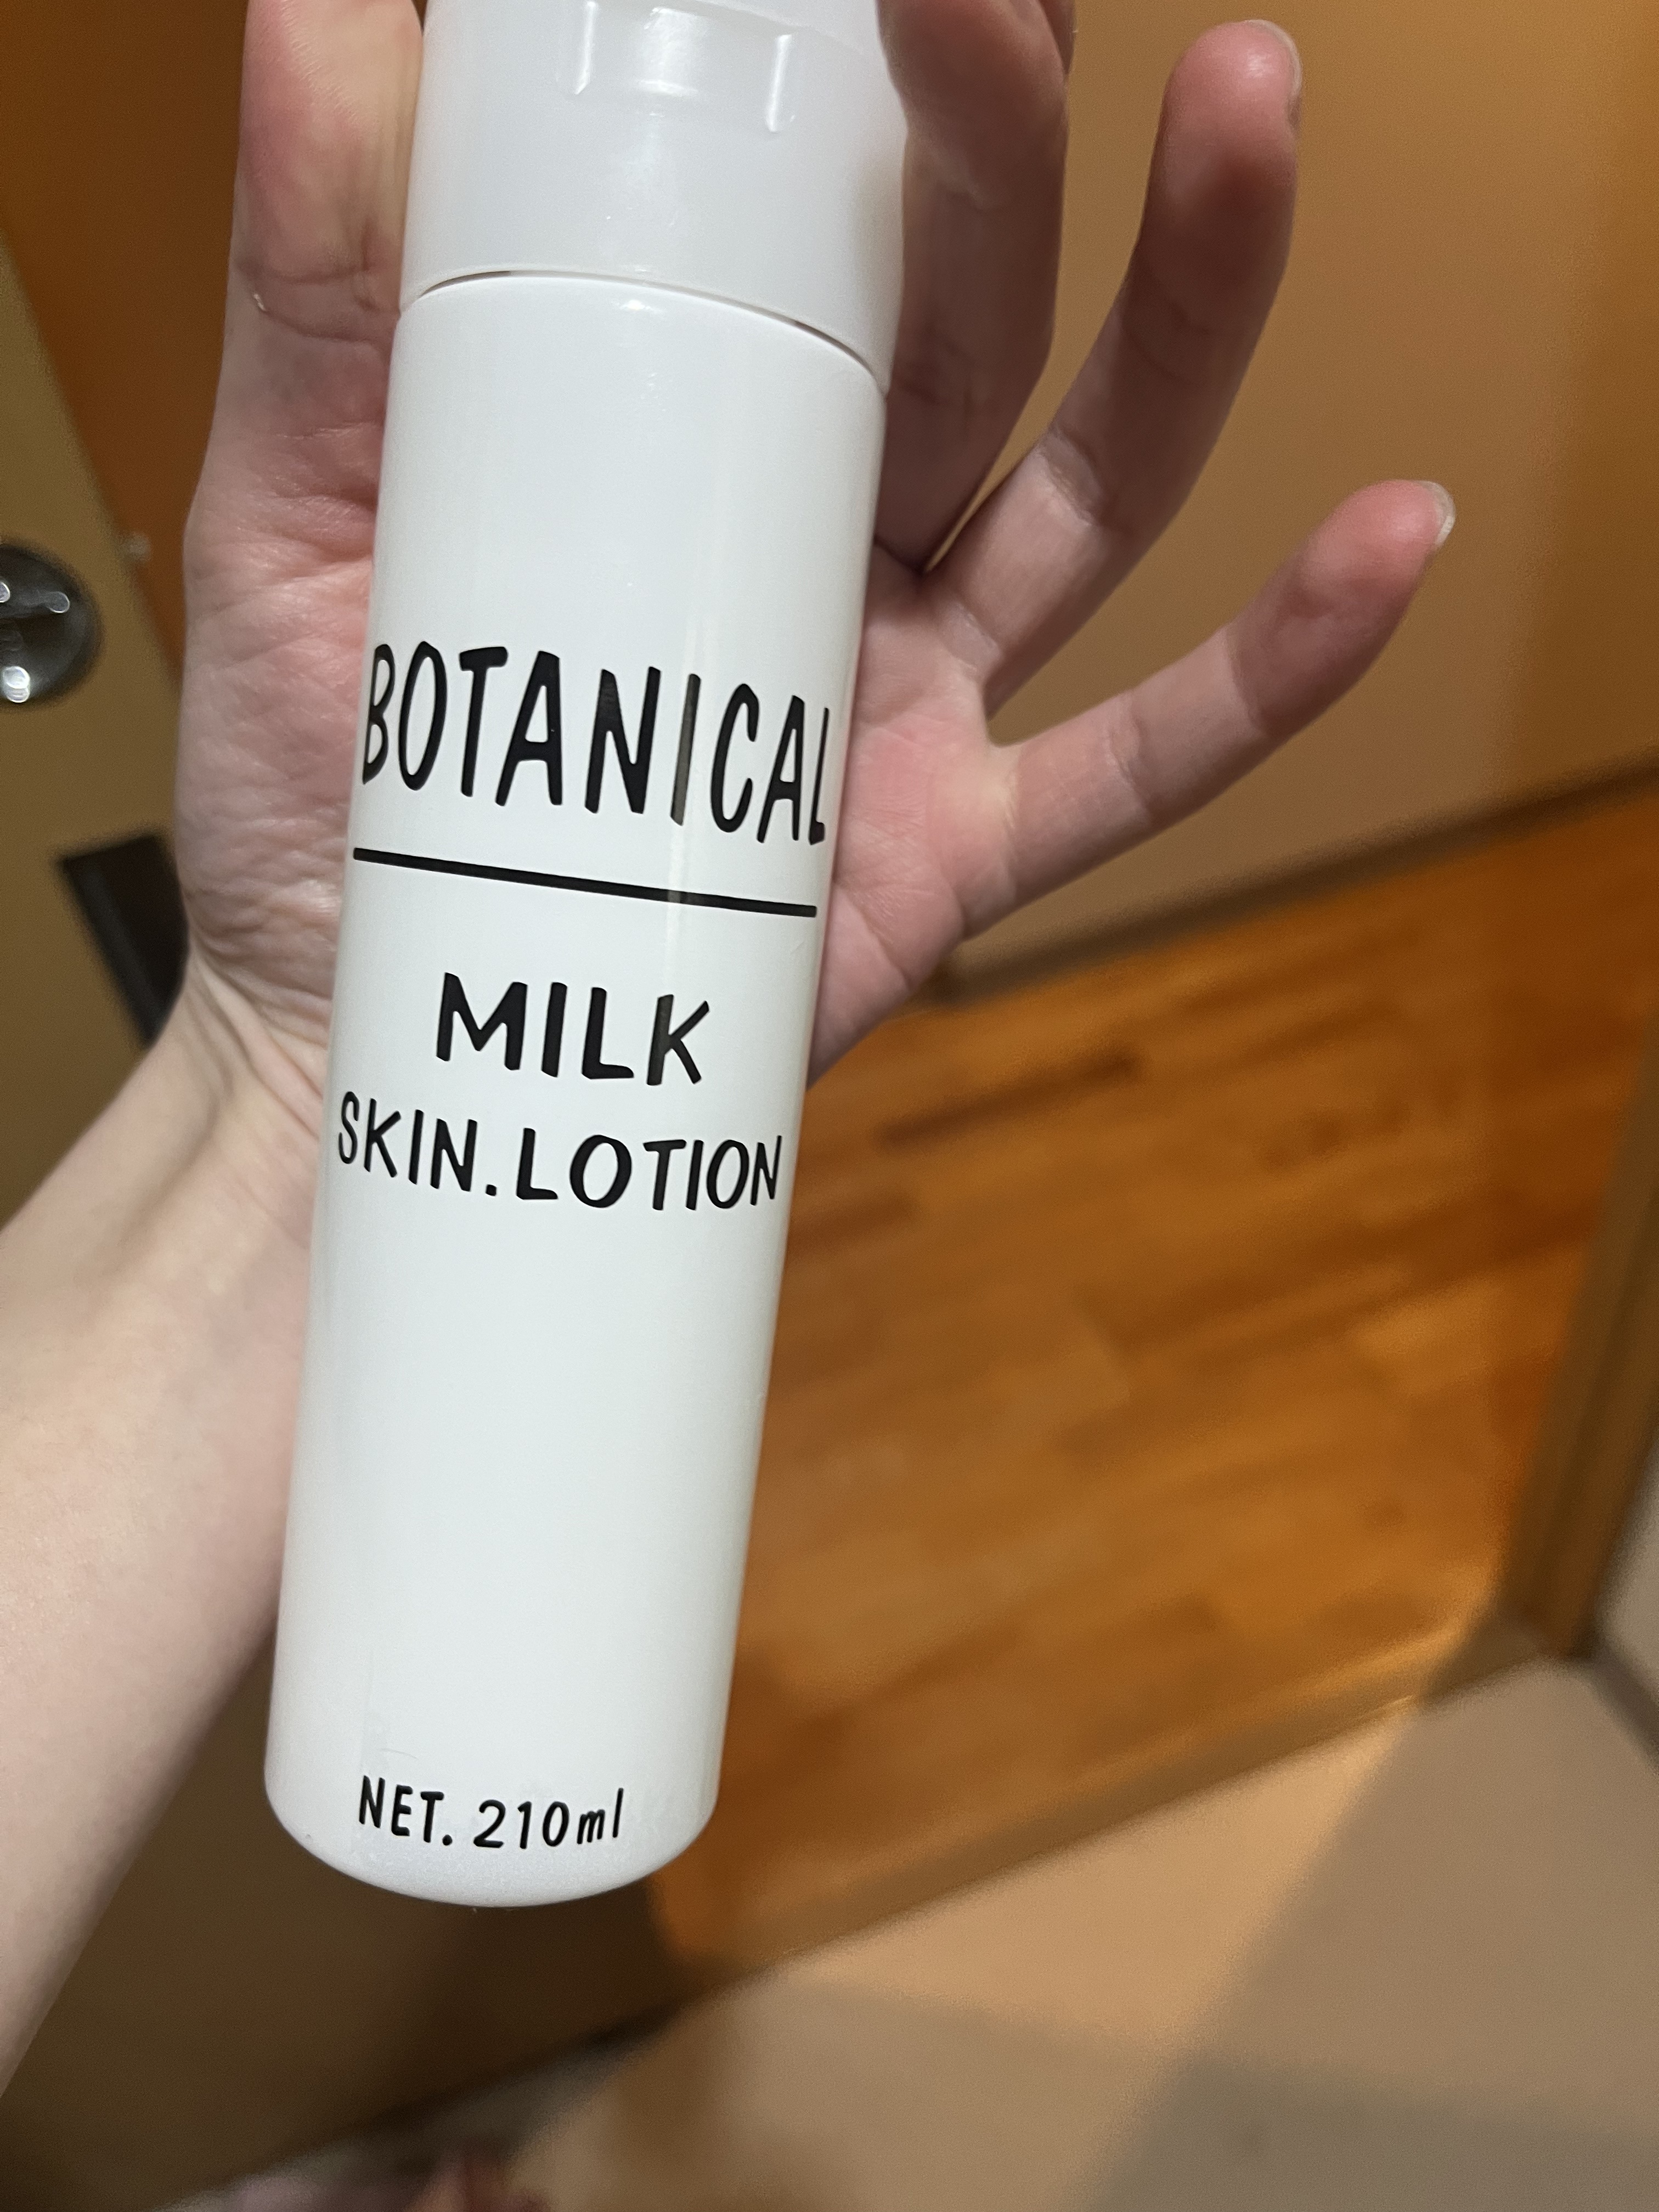 BOTANICAL
MILK
SKIN.LOTION
NET. 210ml